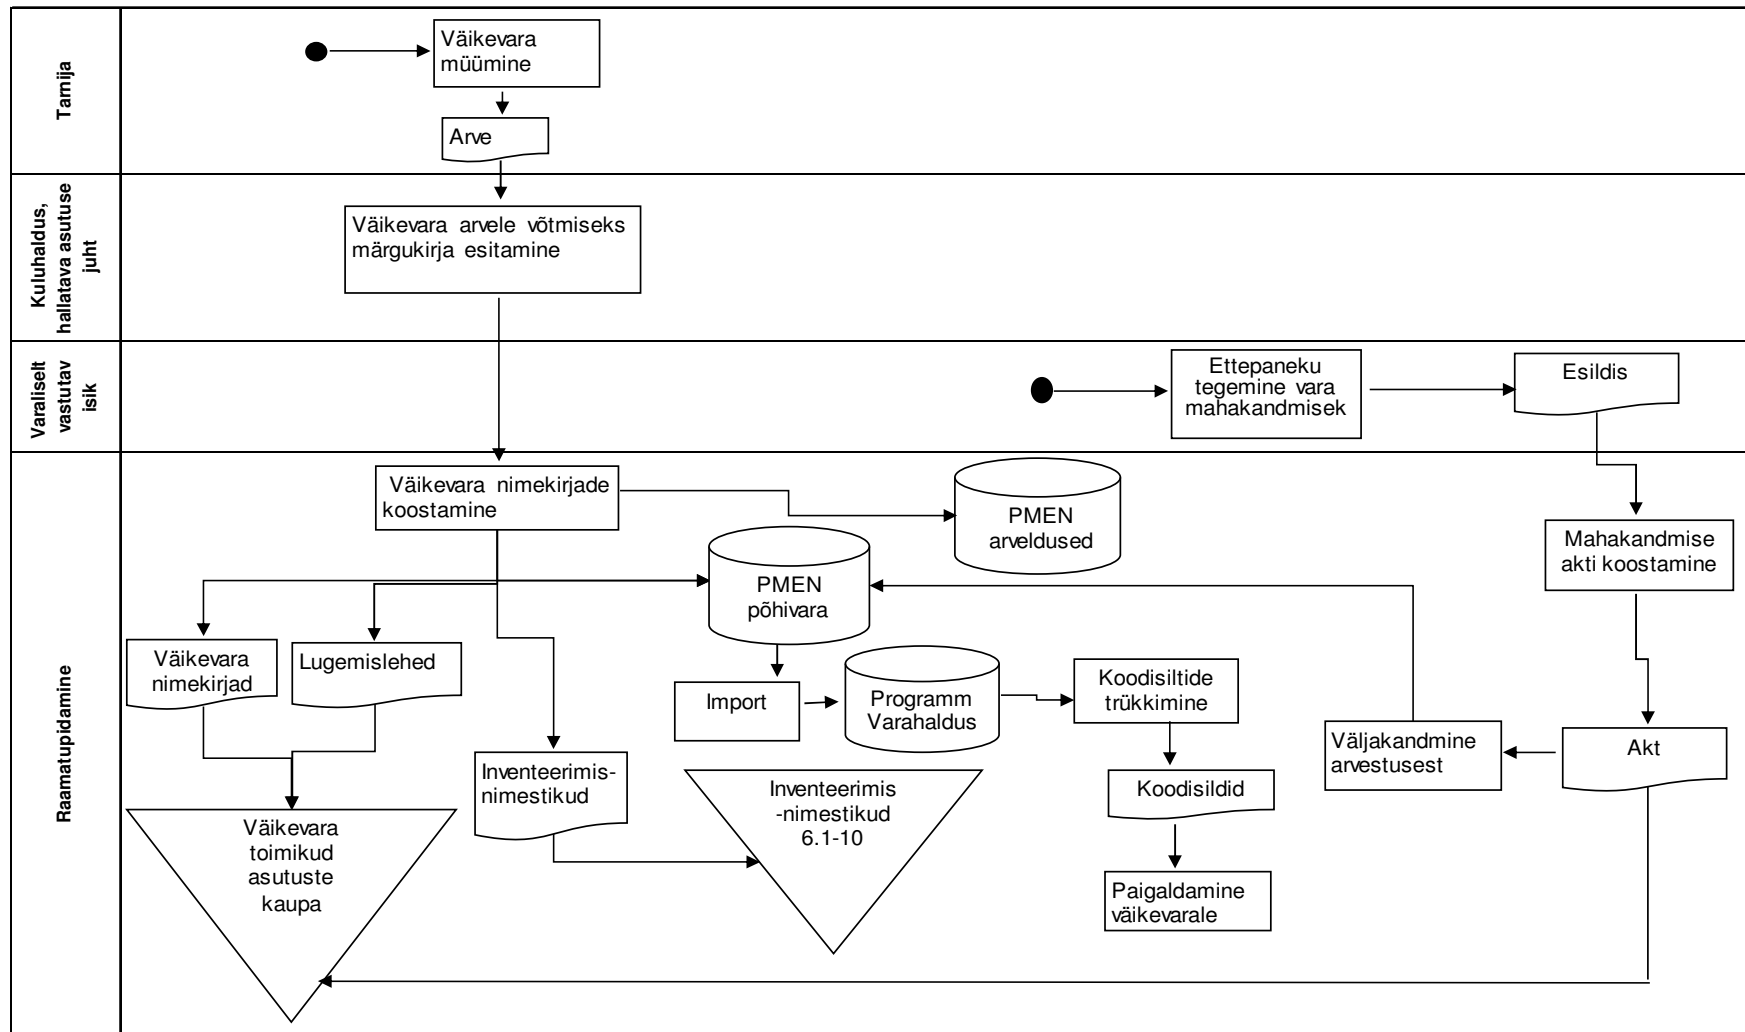 Tarnija
Väikevara
müümine
Arve
Kuluhaldus,
hallatava asutuse
juht
Väikevara arvele võtmiseks
märgukirja esitamine
Varaliselt
vastutav
isik
Ettepaneku
tegemine vara
mahakandmisek
Esildis
Raamatupidamine
Väikevara nimekirjade
koostamine
PMEN
arveldused
Mahakandmise
akti koostamine
PMEN
põhivara
Väikevara
nimekirjad
Lugemislehed
Import
Programm
Varahaldus
Koodisiltide
trükkimine
Väljakandmine
arvestusest
Akt
Inventeerimis-
nimestikud
Inventeerimis
-nimestikud
6.1-10
Koodisildid
Väikevara
toimikud
asutuste
kaupa
Paigaldamine
väikevarale